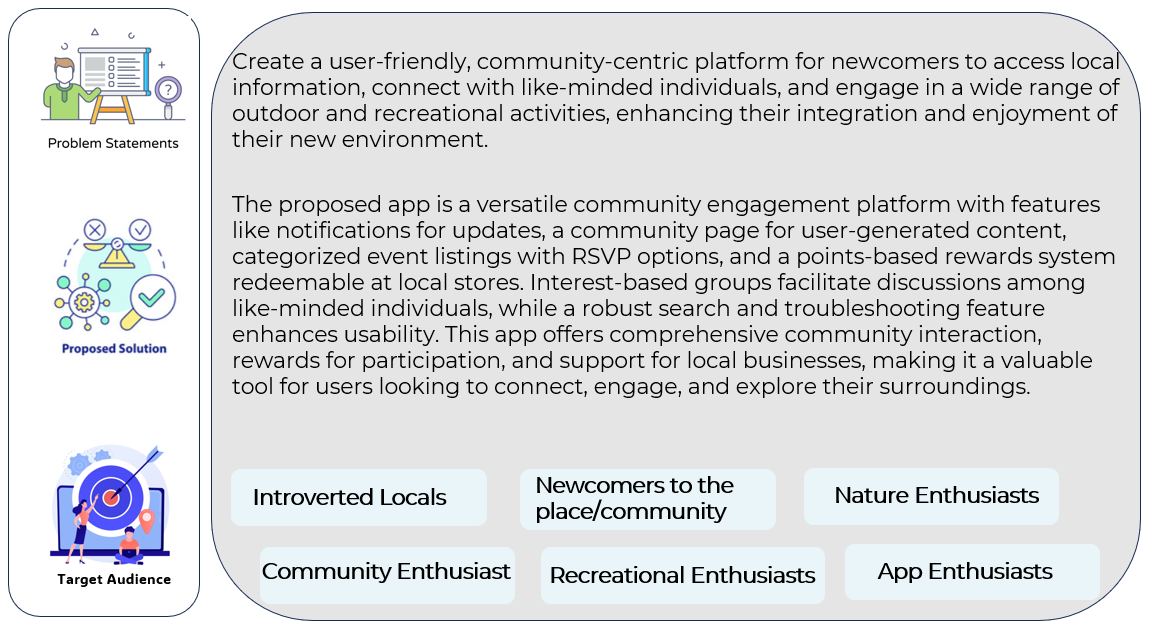 Problem Statements
Create a user-friendly, community-centric platform for newcomers to access local
information, connect with like-minded individuals, and engage in a wide range of
outdoor and recreational activities, enhancing their integration and enjoyment of
their new environment.
?
Proposed Solution
The proposed app is a versatile community engagement platform with features
like notifications for updates, a community page for user-generated content,
categorized event listings with RSVP options, and a points-based rewards system
redeemable at local stores. Interest-based groups facilitate discussions among
like-minded individuals, while a robust search and troubleshooting feature
enhances usability. This app offers comprehensive community interaction,
rewards for participation, and support for local businesses, making it a valuable
tool for users looking to connect, engage, and explore their surroundings.
Target Audience
Introverted Locals
Newcomers to the
place/community
Nature Enthusiasts
Community Enthusiast
Recreational Enthusiasts
App Enthusiasts